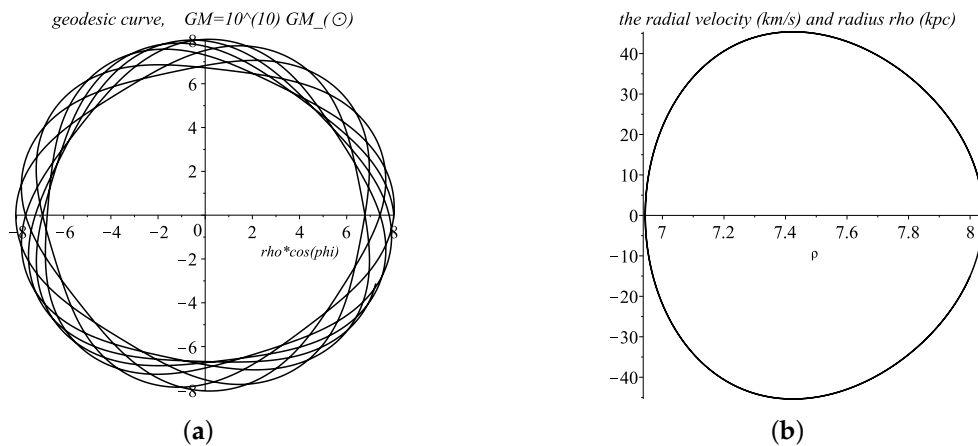 geodesic curve, GM=10^(10) GM_(⊙)
8
6
4
2
−8 −6 −4 −2 0 2 4 6 8
rho*cos(phi)
−2
−4
−6
−8
(a)
the radial velocity (km/s) and radius rho (kpc)
40
30
20
10
0
7 7.2 7.4 7.6 7.8 8
ρ
−10
−20
−30
−40
(b)